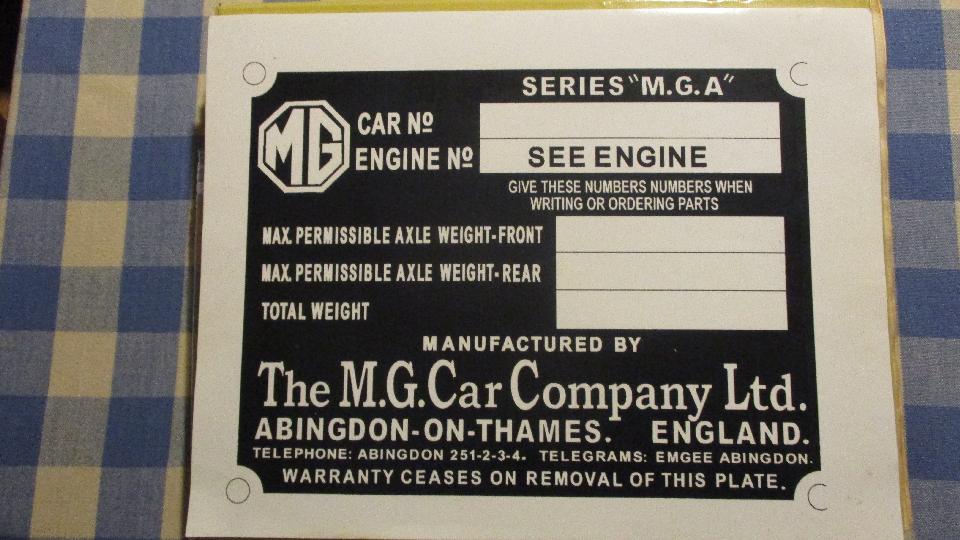 SERIES "M.G.A"
MG
CAR Nº
ENGINE Nº SEE ENGINE
GIVE THESE NUMBERS NUMBERS WHEN
WRITING OR ORDERING PARTS
MAX. PERMISSIBLE AXLE WEIGHT-FRONT
MAX. PERMISSIBLE AXLE WEIGHT-REAR
TOTAL WEIGHT
MANUFACTURED BY
The M.G. Car Company Ltd.
ABINGDON-ON-THAMES. ENGLAND.
TELEPHONE: ABINGDON 251-2-3-4. TELEGRAMS: EMGEE ABINGDON.
WARRANTY CEASES ON REMOVAL OF THIS PLATE.